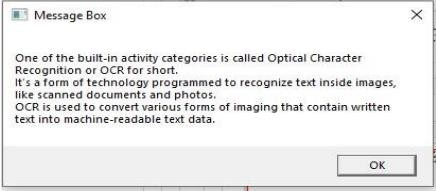 Message Box
One of the built-in activity categories is called Optical Character
Recognition or OCR for short.
It's a form of technology programmed to recognize text inside images,
like scanned documents and photos.
OCR is used to convert various forms of imaging that contain written
text into machine-readable text data.
OK